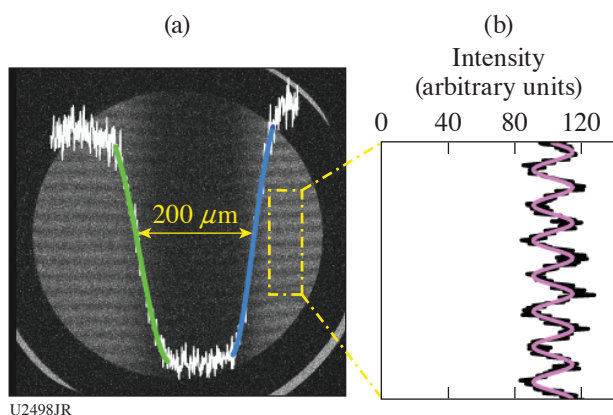 (a)
(b)
Intensity
(arbitrary units)
0 40 80 120
200 μm
U2498JR